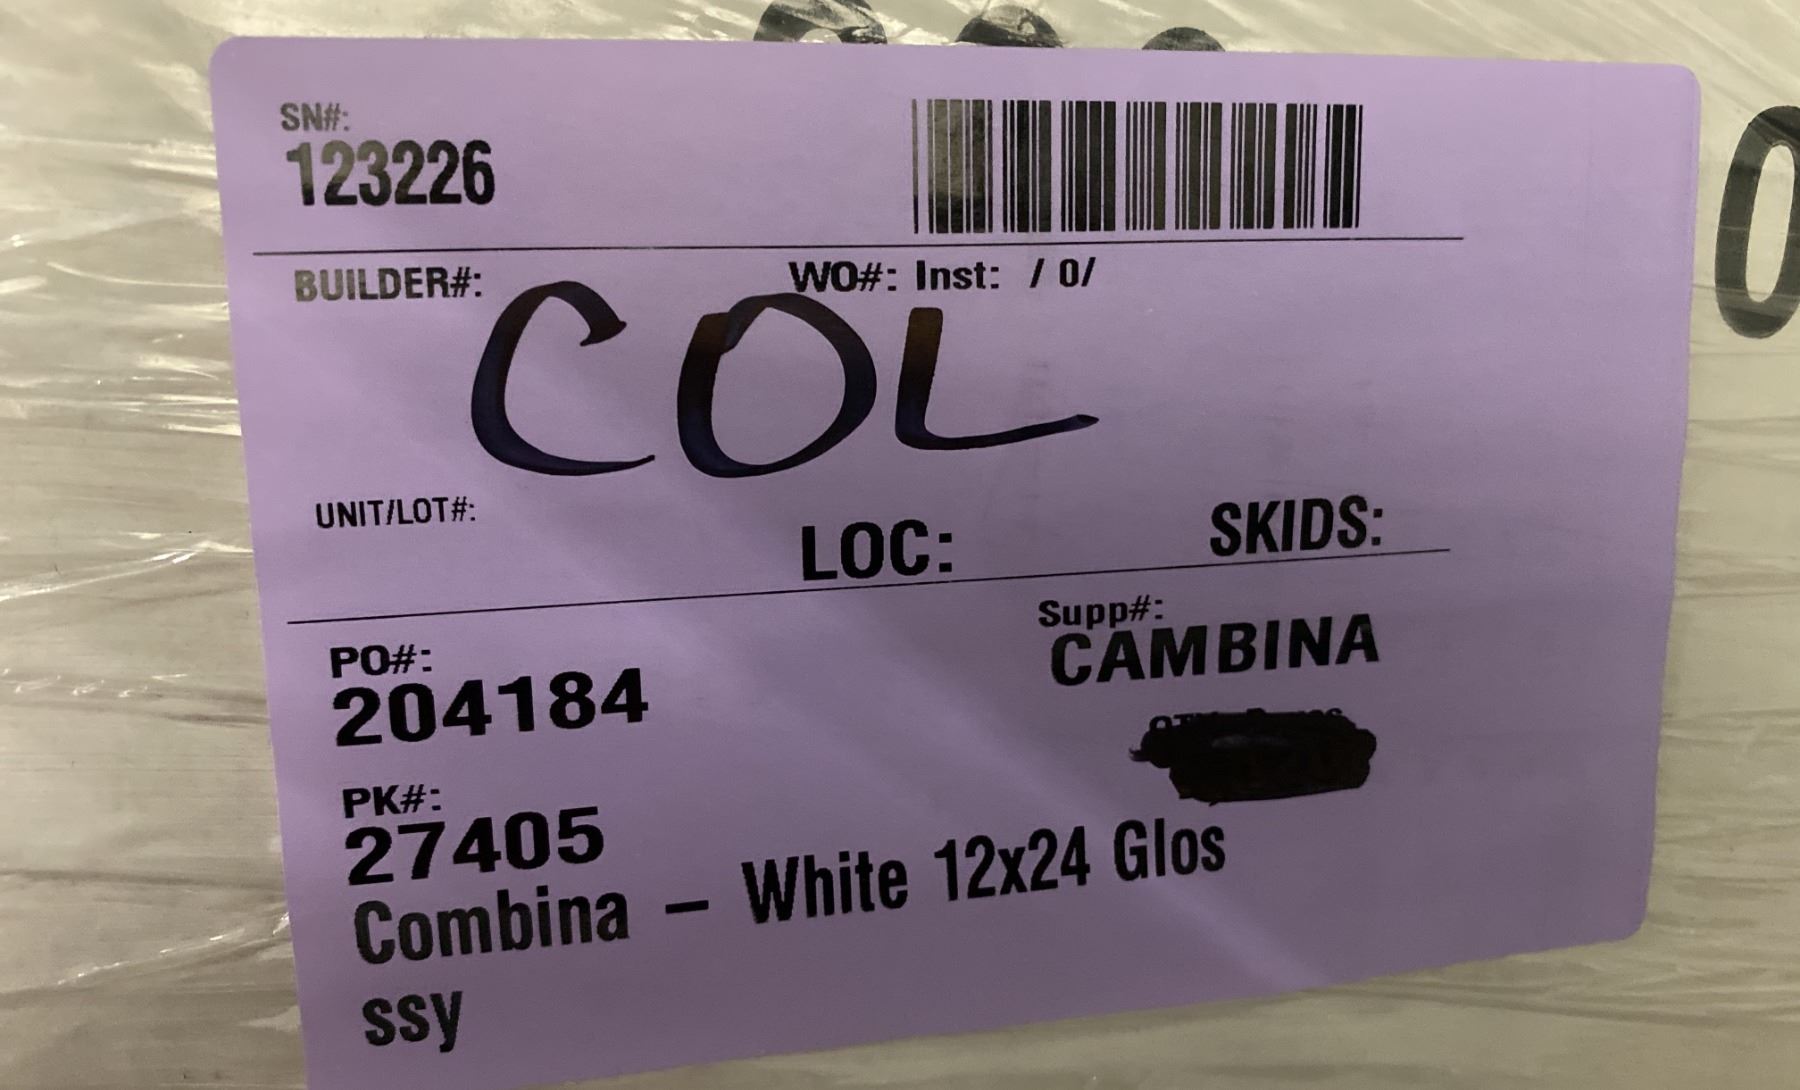 SN#:
123226
BUILDER#:
WO#: Inst: / 0/
COL
UNIT/LOT#:
LOC:
SKIDS:
PO#:
204184
Supp#:
CAMBINA
PK#:
27405
Combina – White 12x24 Glos
ssy
0